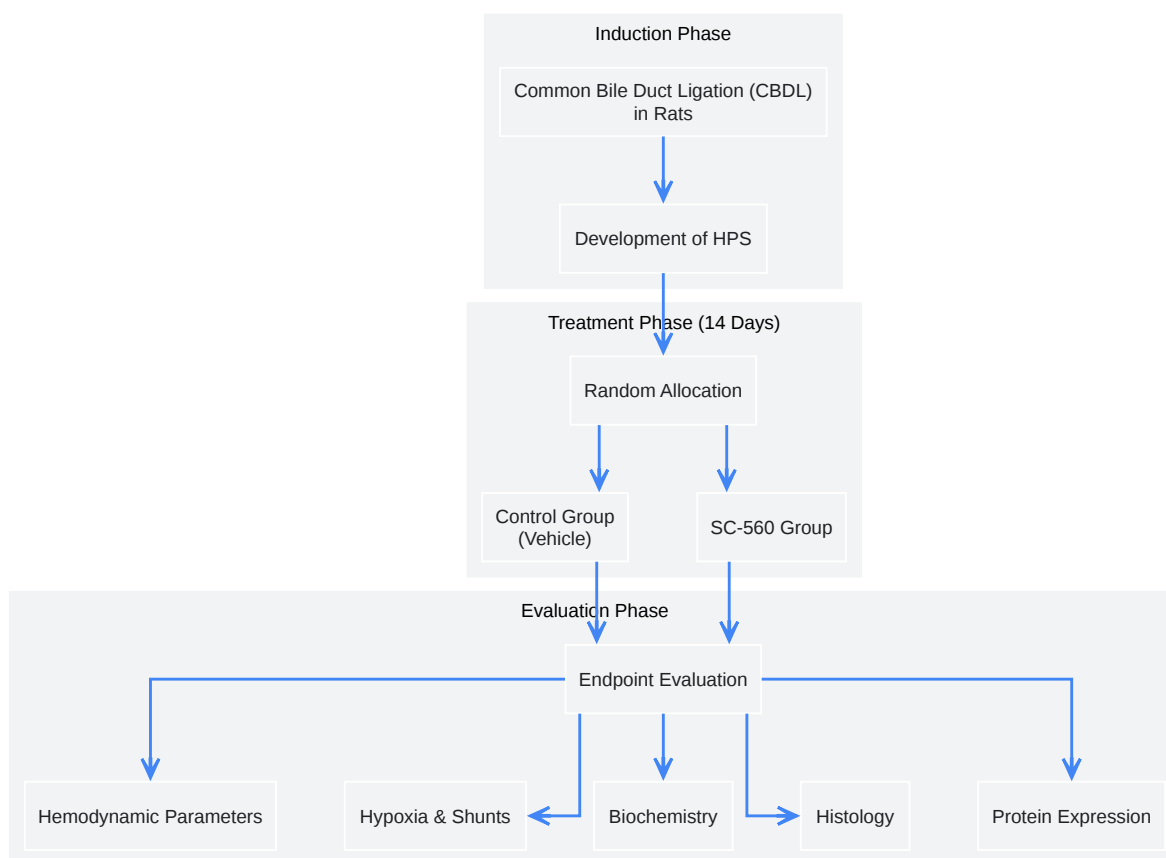 Induction Phase
Common Bile Duct Ligation (CBDL)
in Rats
Development of HPS
Treatment Phase (14 Days)
Random Allocation
Control Group
(Vehicle)
SC-560 Group
Evaluation Phase
Endpoint Evaluation
Hemodynamic Parameters
Hypoxia & Shunts
Biochemistry
Histology
Protein Expression